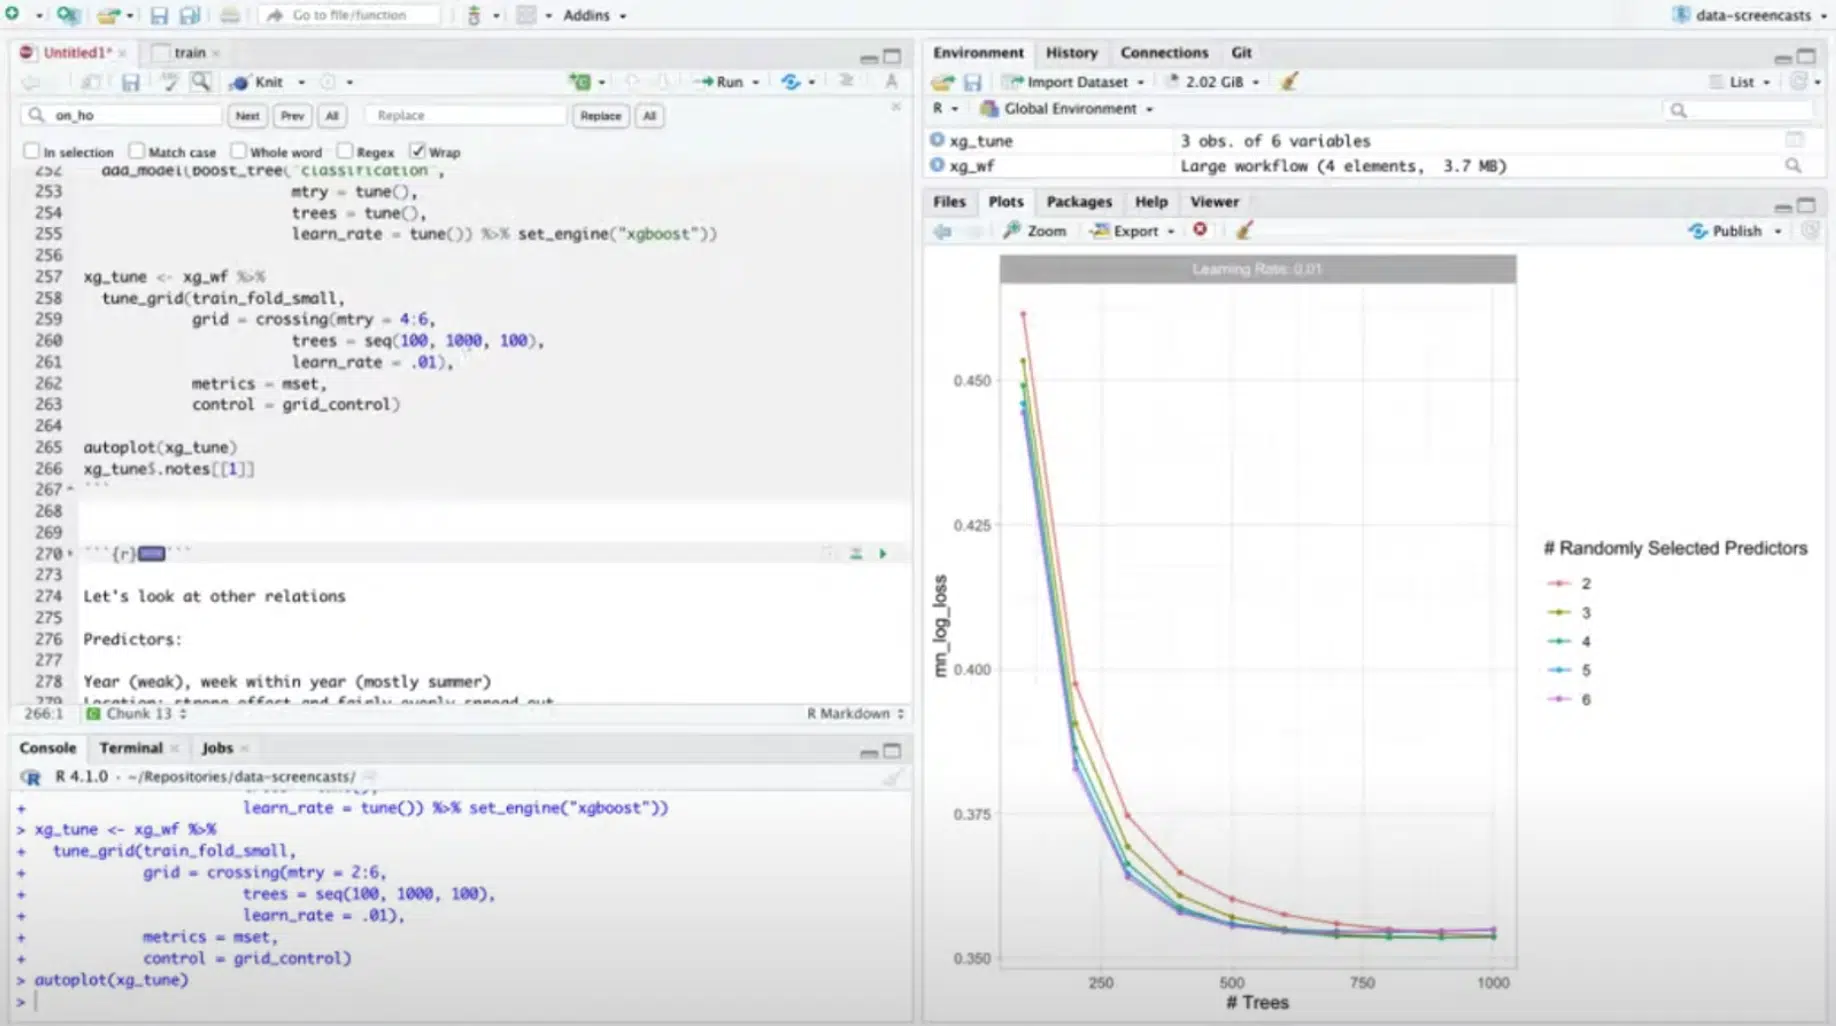 Go to file/function
Addins
data-screencasts
Untitled1*
train
Knit
Run
on_ho
Next
Prev
All
Replace
Replace
All
In selection
Match case
Whole word
Regex
Wrap
252 add_model(boost_tree("classification",
253 mtry = tune(),
254 trees = tune(),
255 learn_rate = tune()) %>% set_engine("xgboost"))
256
257 xg_tune <- xg_wf %>%
258 tune_grid(train_fold_small,
259 grid = crossing(mtry = 4:6,
260 trees = seq(100, 1000, 100),
261 learn_rate = .01),
262 metrics = mset,
263 control = grid_control)
264
265 autoplot(xg_tune)
266 xg_tune$.notes[[1]]
267 ```
268
269
270 ```{r} ```
273
274 Let's look at other relations
275
276 Predictors:
277
278 Year (weak), week within year (mostly summer)
279 Location: strong effect and fairly evenly spread out
266:1
Chunk 13
R Markdown
Console
Terminal
Jobs
R 4.1.0 · ~/Repositories/data-screencasts/
+ learn_rate = tune()) %>% set_engine("xgboost"))
> xg_tune <- xg_wf %>%
+ tune_grid(train_fold_small,
+ grid = crossing(mtry = 2:6,
+ trees = seq(100, 1000, 100),
+ learn_rate = .01),
+ metrics = mset,
+ control = grid_control)
> autoplot(xg_tune)
>
Environment
History
Connections
Git
Import Dataset
2.02 GiB
List
R
Global Environment
xg_tune 3 obs. of 6 variables
xg_wf Large workflow (4 elements, 3.7 MB)
Files
Plots
Packages
Help
Viewer
Zoom
Export
Publish
Learning Rate: 0.01
0.450
0.425
0.400
0.375
0.350
mn_log_loss
250
500
750
1000
# Trees
# Randomly Selected Predictors
2
3
4
5
6